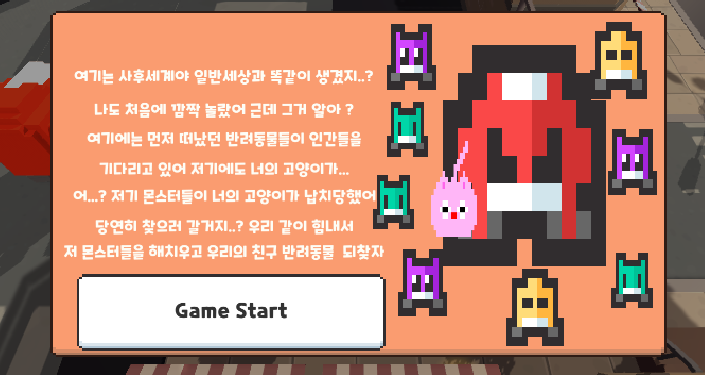 여기는 사후세계야 일반세상과 똑같이 생겼지..?
나도 처음에 깜짝 놀랐어 근데 그거 알아 ?
여기에는 먼저 떠났던 반려동물들이 인간들을
기다리고 있어 저기에도 너의 고양이가...
어...? 저기 몬스터들이 너의 고양이가 납치당했어
당연히 찾으러 갈거지..? 우리 같이 힘내서
저 몬스터들을 해치우고 우리의 친구 반려동물 되찾자
Game Start